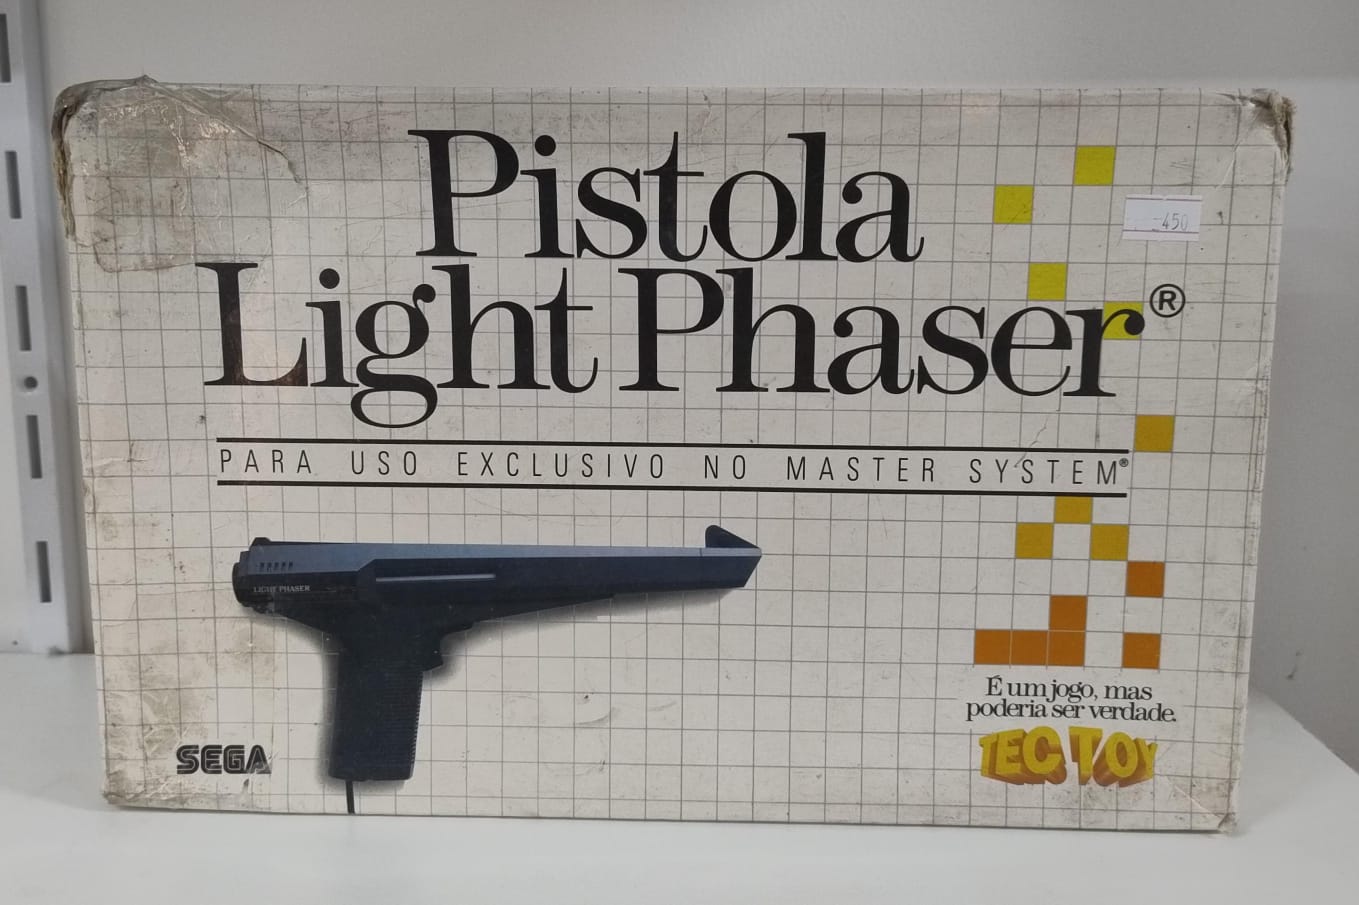 Pistola
Light Phaser®
-450
PARA USO EXCLUSIVO NO MASTER SYSTEM®
LIGHT PHASER
É um jogo, mas
poderia ser verdade.
SEGA
TEC TOY